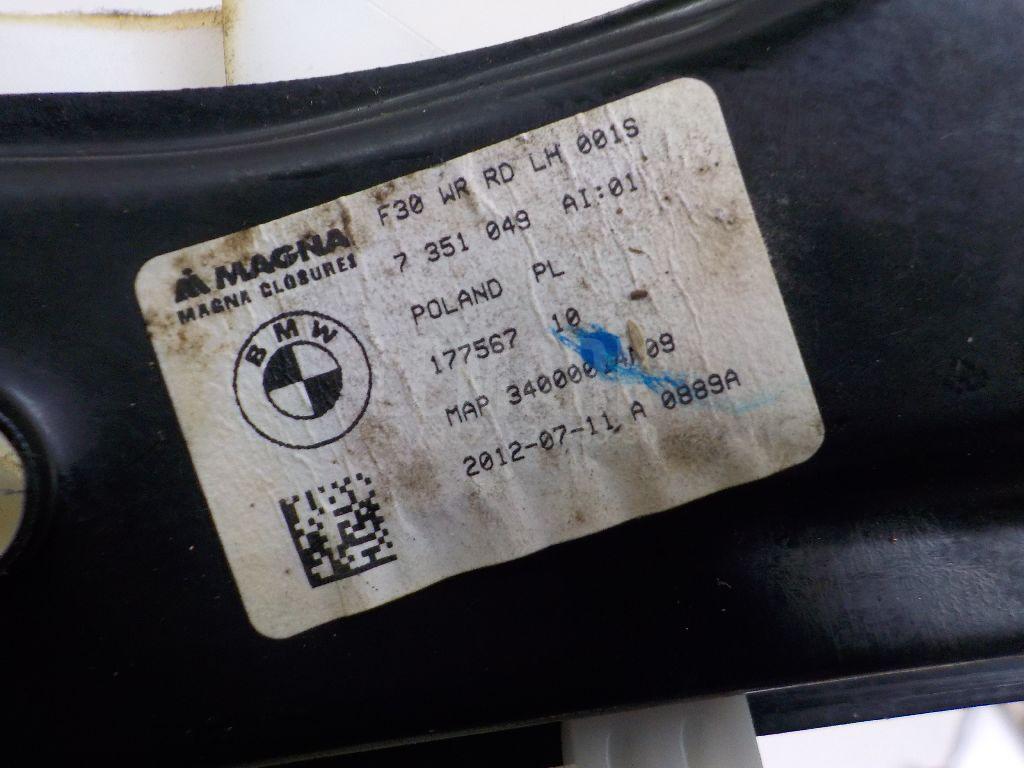 MAGNA
MAGNA CLOSURES
F30 WR RD LH 001S
7 351 049 AI:01
POLAND PL
177567 10
BMW
MAP 09
2012-07-11 A 0889A